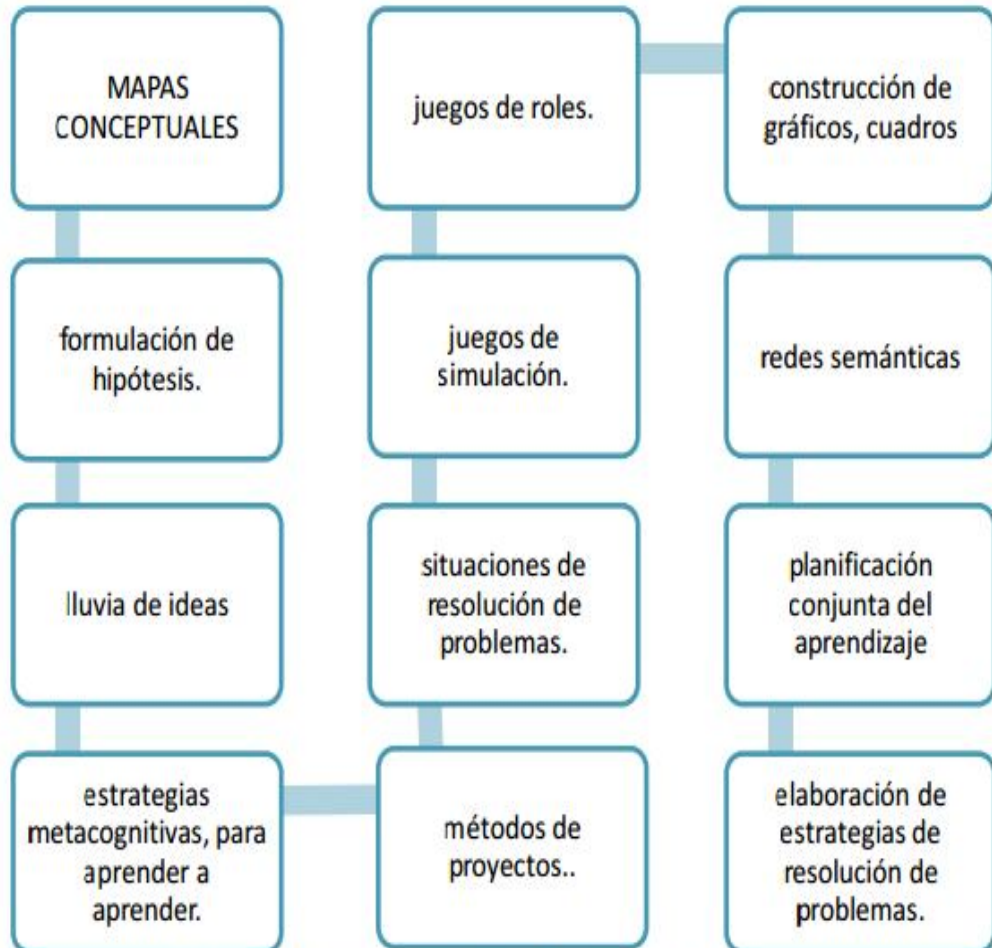 MAPAS
CONCEPTUALES
formulación de
hipótesis.
lluvia de ideas
estrategias
metacognitivas, para
aprender a
aprender.
métodos de
proyectos..
situaciones de
resolución de
problemas.
juegos de
simulación.
juegos de roles.
construcción de
gráficos, cuadros
redes semánticas
planificación
conjunta del
aprendizaje
elaboración de
estrategias de
resolución de
problemas.